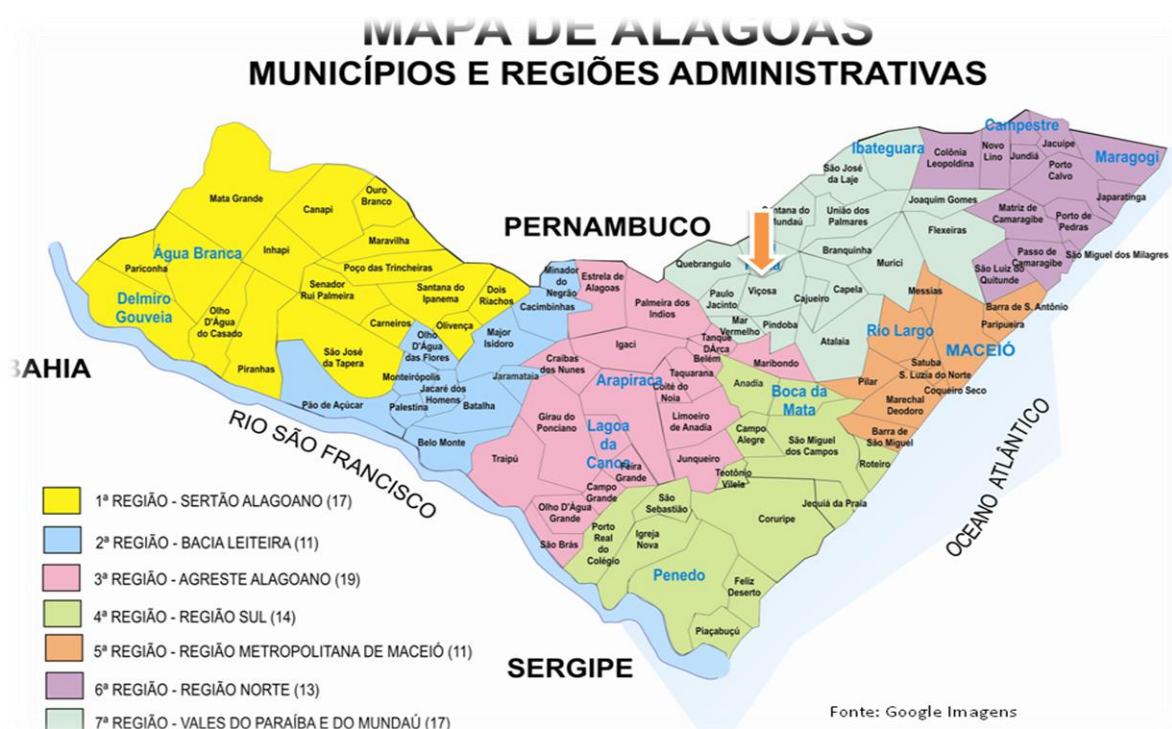 MAPA DE ALAGOAS
MUNICÍPIOS E REGIÕES ADMINISTRATIVAS
Campestre
Ibateguara
Maragogi
Colônia
Leopoldina
Novo
Lino
Jundiá
Jacuípe
Porto
Calvo
São José
da Laje
Japaratinga
Ouro
Branco
Mata Grande
Canapi
Joaquim Gomes
Matriz de
Camaragibe
Porto de
Pedras
Santana do
Mundaú
União dos
Palmares
Flexeiras
PERNAMBUCO
Maravilha
Água Branca
Inhapi
Branquinha
Passo de
Camaragibe
São Miguel dos Milagres
Pariconha
Poço das Trincheiras
Quebrangulo
Murici
São Luiz do
Quitunde
Minador
do
Negrão
Estrela de
Alagoas
Senador
Rui Palmeira
Santana do
Ipanema
Dois
Riachos
Paulo
Jacinto
Viçosa
Cajueiro
Capela
Messias
Delmiro
Gouveia
Cacimbinhas
Palmeira dos
Indios
Barra de S. Antônio
Olho
D'Água
do Casado
Carneiros
Olivença
Mar
Vermelho
Pindoba
Rio Largo
Paripueira
Olho
D'Água
das Flores
Major
Isidoro
Igaci
Tanque
DÁrca
Atalaia
MACEIÓ
São José
da Tapera
Belém
Maribondo
Satuba
BAHIA
Piranhas
Monteirópolis
Jaramataia
Craibas
dos Nunes
Arapiraca
Taquarana
Coité do
Noia
Anadia
Pilar
S. Luzia do Norte
Coqueiro Seco
Boca da
Mata
Pão de Açúcar
Palestina
Jacaré dos
Homens
Batalha
Marechal
Deodoro
Girau do
Ponciano
Lagoa
da
Canoa
Limoeiro
de Anadia
Campo
Alegre
São Miguel
dos Campos
Barra de
São Miguel
Belo Monte
RIO SÃO FRANCISCO
OCEANO ATLÂNTICO
Traipú
Feira
Grande
Junqueiro
Roteiro
Teotônio
Vilela
Campo
Grande
1ª REGIÃO - SERTÃO ALAGOANO (17)
Olho D'Água
Grande
São
Sebastião
Coruripe
Jequiá da Praia
Porto
Real
do
Colégio
Igreja
Nova
2ª REGIÃO - BACIA LEITEIRA (11)
São Brás
3ª REGIÃO - AGRESTE ALAGOANO (19)
Penedo
Feliz
Deserto
4ª REGIÃO - REGIÃO SUL (14)
Piaçabuçú
5ª REGIÃO - REGIÃO METROPOLITANA DE MACEIÓ (11)
SERGIPE
6ª REGIÃO - REGIÃO NORTE (13)
7ª REGIÃO - VALES DO PARAÍBA E DO MUNDAÚ (17)
Fonte: Google Imagens